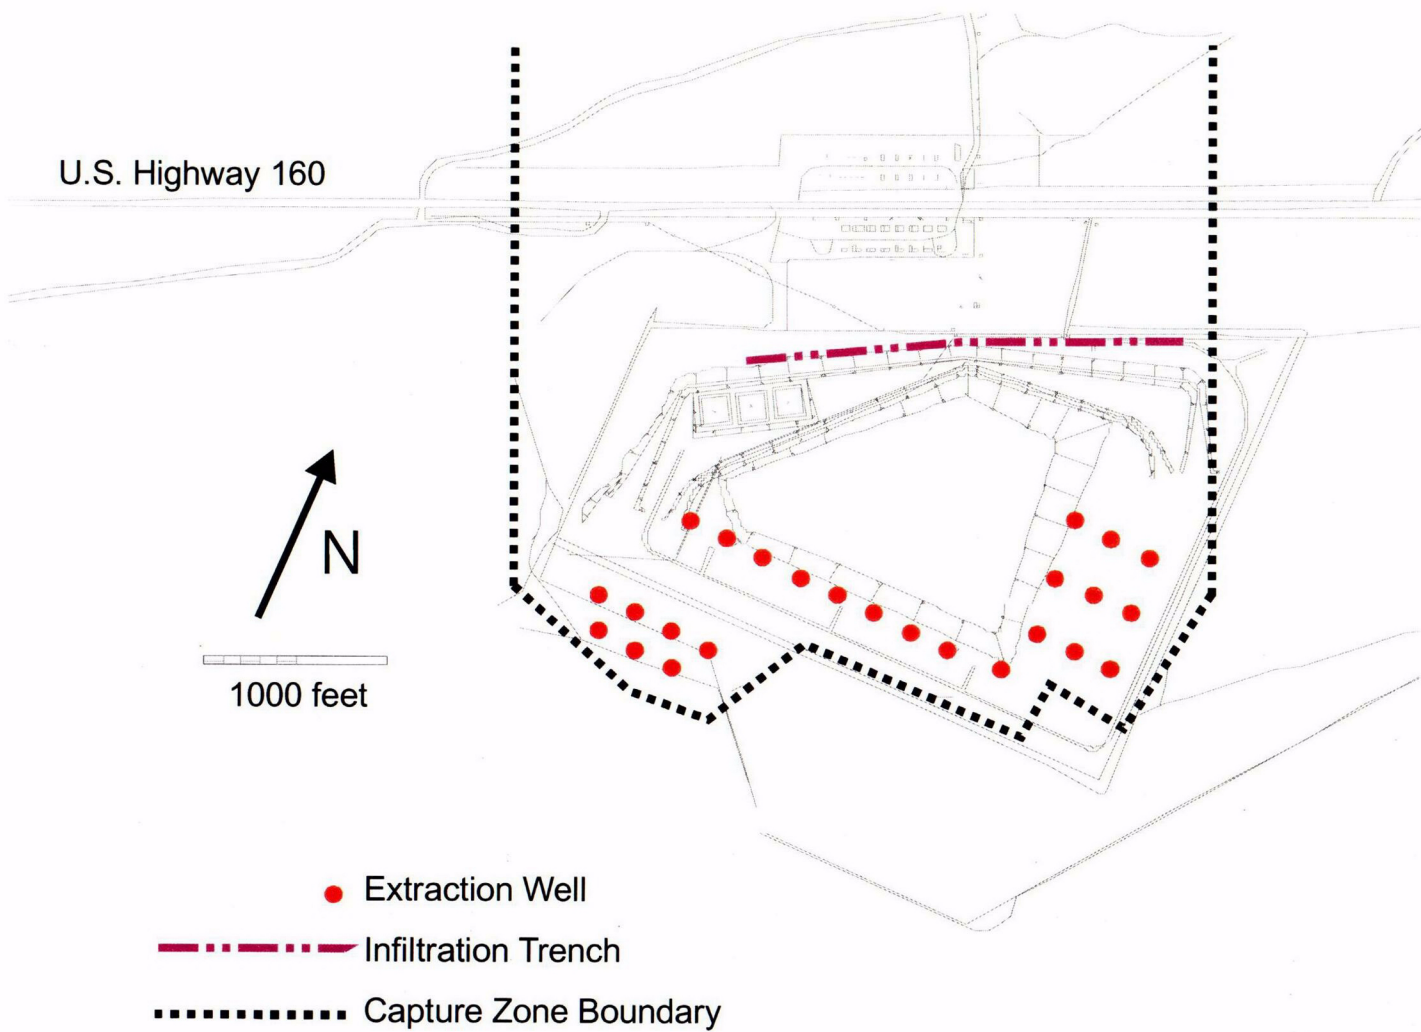 U.S. Highway 160
N
1000 feet
Extraction Well
Infiltration Trench
Capture Zone Boundary